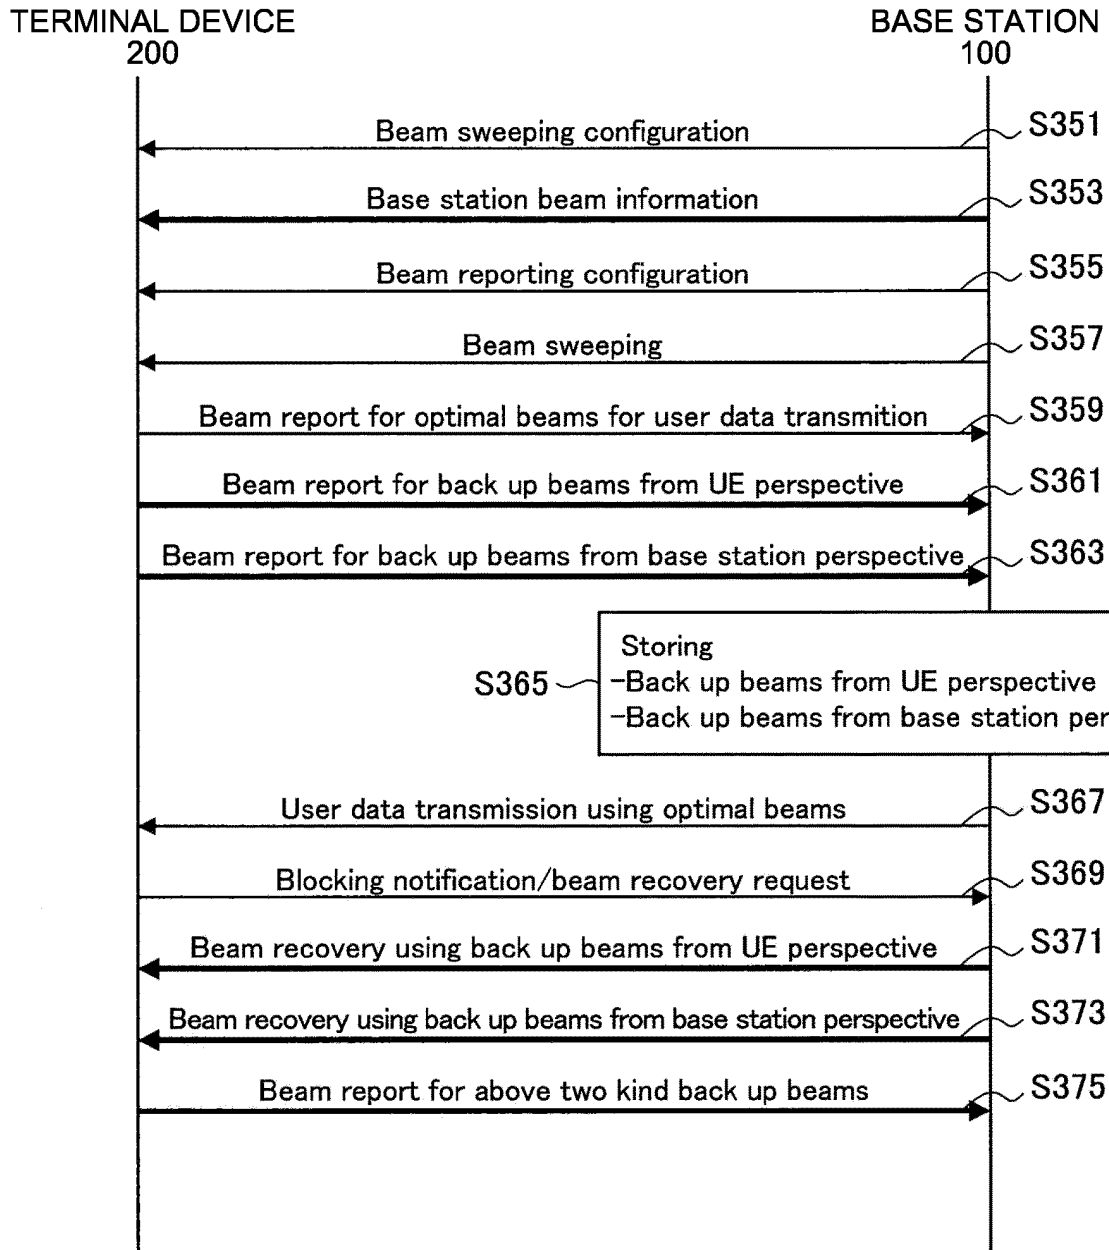 TERMINAL DEVICE
200
BASE STATION
100
Beam sweeping configuration
S351
Base station beam information
S353
Beam reporting configuration
S355
Beam sweeping
S357
Beam report for optimal beams for user data transmition
S359
Beam report for back up beams from UE perspective
S361
Beam report for back up beams from base station perspective
S363
S365
Storing
-Back up beams from UE perspective
-Back up beams from base station per
User data transmission using optimal beams
S367
Blocking notification/beam recovery request
S369
Beam recovery using back up beams from UE perspective
S371
Beam recovery using back up beams from base station perspective
S373
Beam report for above two kind back up beams
S375